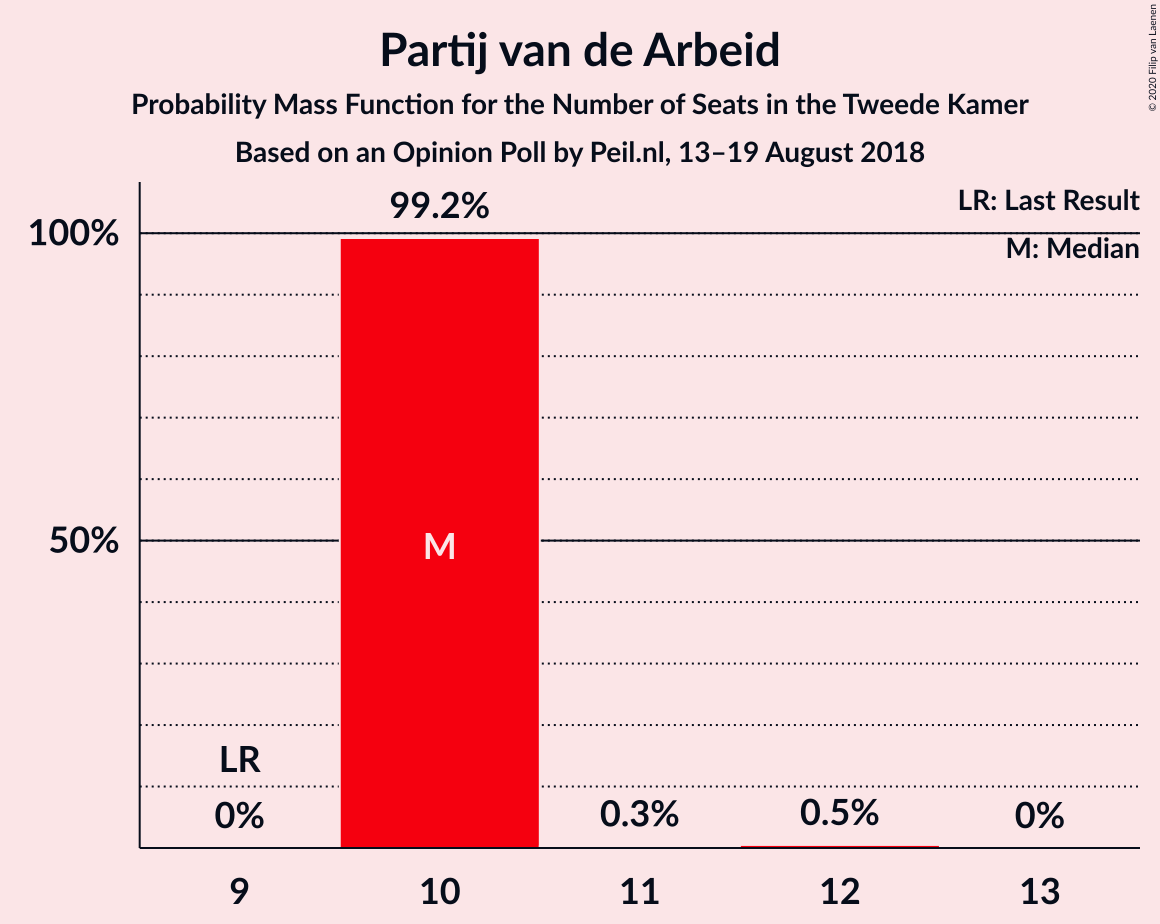 Partij van de Arbeid
Probability Mass Function for the Number of Seats in the Tweede Kamer
Based on an Opinion Poll by Peil.nl, 13–19 August 2018
© 2020 Filip van Laenen
LR: Last Result
M: Median
100%
50%
99.2%
M
LR
0%
0.3%
0.5%
0%
9
10
11
12
13